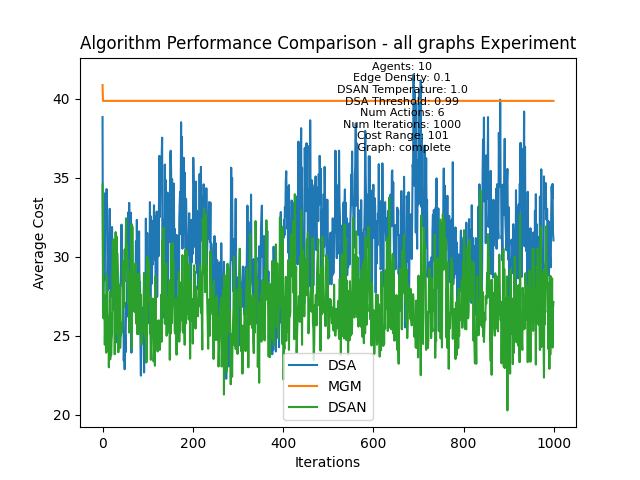 Algorithm Performance Comparison - all graphs Experiment
Agents: 10
Edge Density: 0.1
DSAN Temperature: 1.0
DSA Threshold: 0.99
Num Actions: 6
Num Iterations: 1000
Cost Range: 101
Graph: complete
40
35
30
25
20
Average Cost
DSA
MGM
DSAN
0
200
400
600
800
1000
Iterations